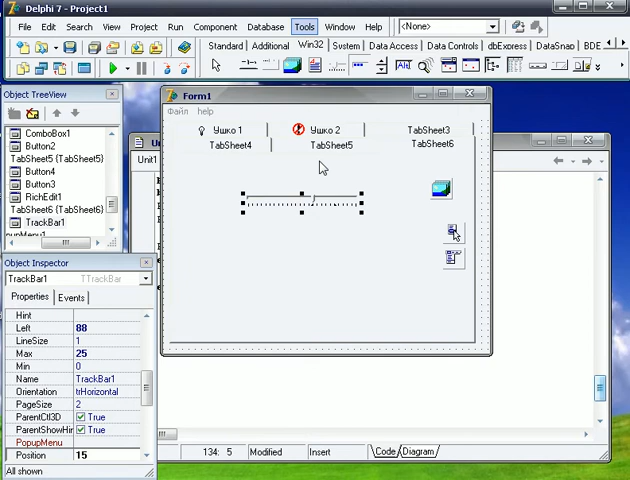 Delphi 7 - Project1
File Edit Search View Project Run Component Database Tools Window Help <None>
Standard Additional Win32 System Data Access Data Controls dbExpress DataSnap BDE
Object TreeView
ComboBox1
Button2
TabSheet5 {TabSheet5}
Button4
Button3
RichEdit1
TabSheet6 {TabSheet6}
TrackBar1
Form1
Файл help
Ушко 1 Ушко 2 TabSheet3
TabSheet4 TabSheet5 TabSheet6
Unit1
Object Inspector
TrackBar1 TTrackBar
Properties Events
Hint
Left 88
LineSize 1
Max 25
Min 0
Name TrackBar1
Orientation trHorizontal
PageSize 2
ParentCtl3D True
ParentShowHin True
PopupMenu
Position 15
All shown
134: 5 Modified Insert Code Diagram